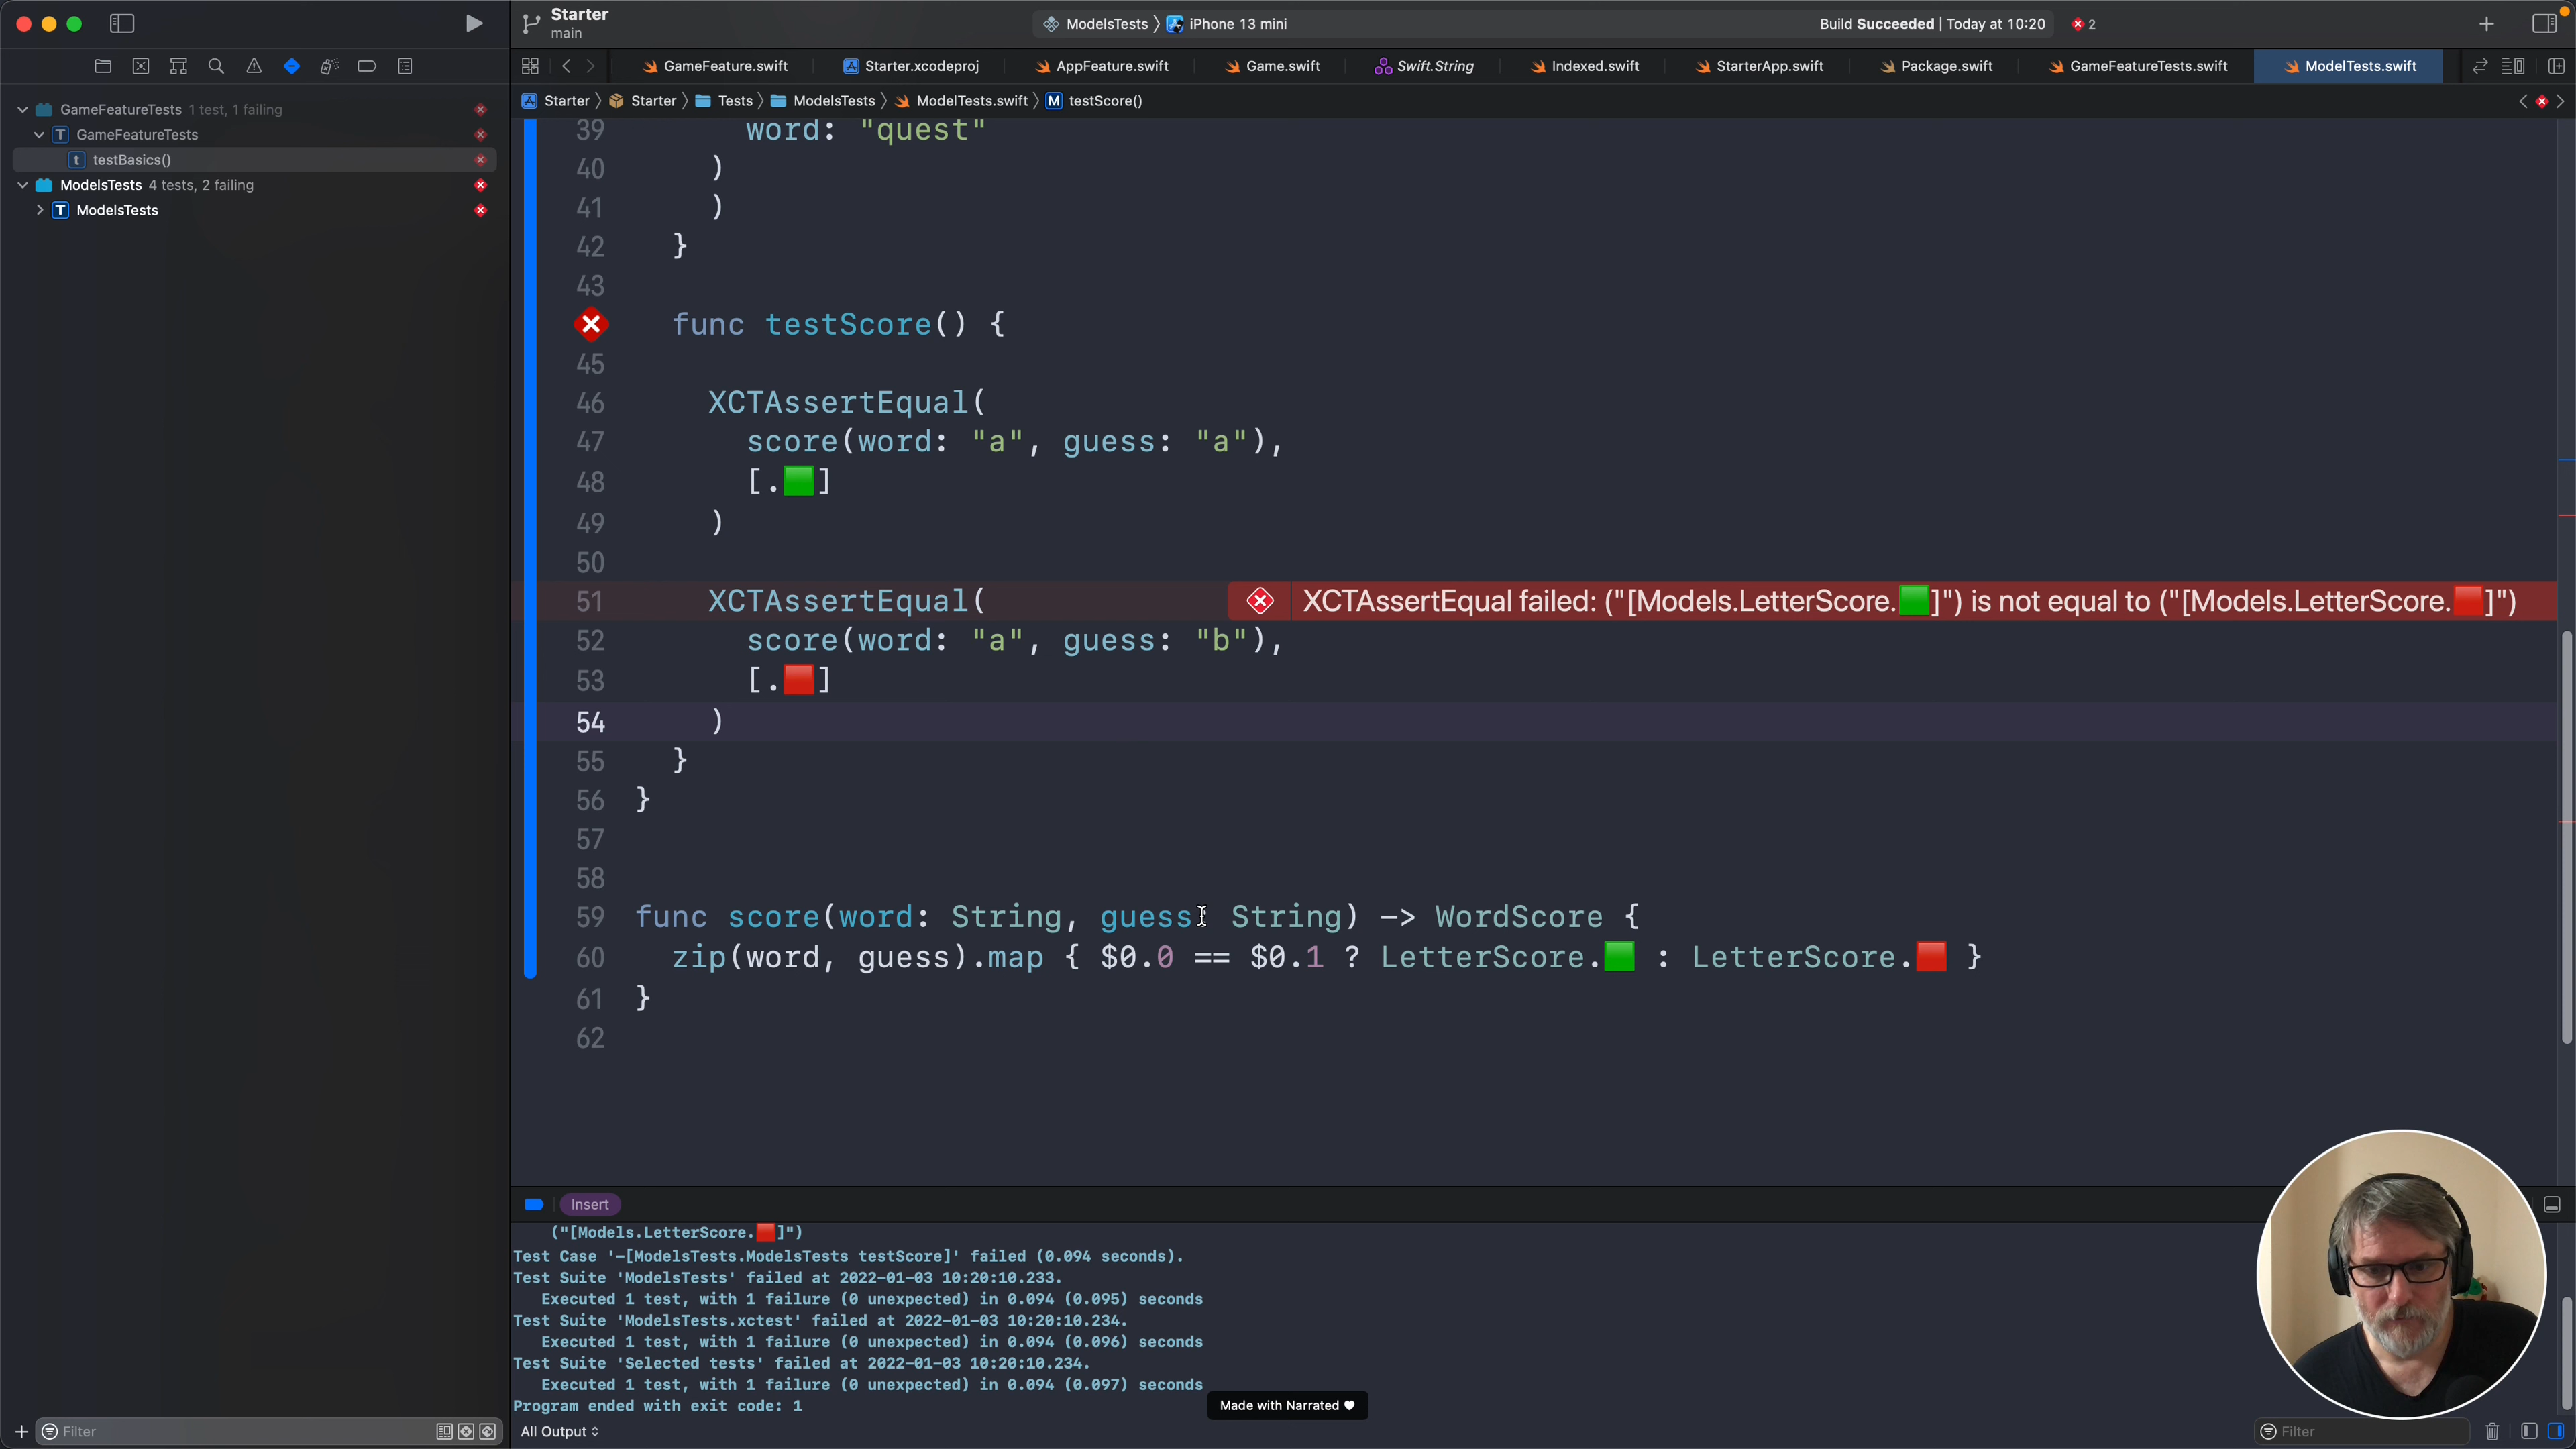 Starter
main
ModelsTests 〉 iPhone 13 mini
Build Succeeded | Today at 10:20
2
GameFeature.swift
Starter.xcodeproj
AppFeature.swift
Game.swift
Swift.String
Indexed.swift
StarterApp.swift
Package.swift
GameFeatureTests.swift
ModelTests.swift
Starter 〉 Starter 〉 Tests 〉 ModelsTests 〉 ModelTests.swift 〉 M testScore()
GameFeatureTests 1 test, 1 failing
T GameFeatureTests
t testBasics()
ModelsTests 4 tests, 2 failing
T ModelsTests
39 word: "quest"
40 )
41 )
42 }
43
func testScore() {
45
46 XCTAssertEqual(
47 score(word: "a", guess: "a"),
48 [.🟩]
49 )
50
51 XCTAssertEqual( XCTAssertEqual failed: ("[Models.LetterScore.🟩]") is not equal to ("[Models.LetterScore.🟥]")
52 score(word: "a", guess: "b"),
53 [.🟥]
54 )
55 }
56 }
57
58
59 func score(word: String, guess: String) -> WordScore {
60 zip(word, guess).map { $0.0 == $0.1 ? LetterScore.🟩 : LetterScore.🟥 }
61 }
62
Insert
("[Models.LetterScore.🟥]")
Test Case '-[ModelsTests.ModelsTests testScore]' failed (0.094 seconds).
Test Suite 'ModelsTests' failed at 2022-01-03 10:20:10.233.
Executed 1 test, with 1 failure (0 unexpected) in 0.094 (0.095) seconds
Test Suite 'ModelsTests.xctest' failed at 2022-01-03 10:20:10.234.
Executed 1 test, with 1 failure (0 unexpected) in 0.094 (0.096) seconds
Test Suite 'Selected tests' failed at 2022-01-03 10:20:10.234.
Executed 1 test, with 1 failure (0 unexpected) in 0.094 (0.097) seconds
Program ended with exit code: 1
Made with Narrated ♥
Filter
All Output
Filter